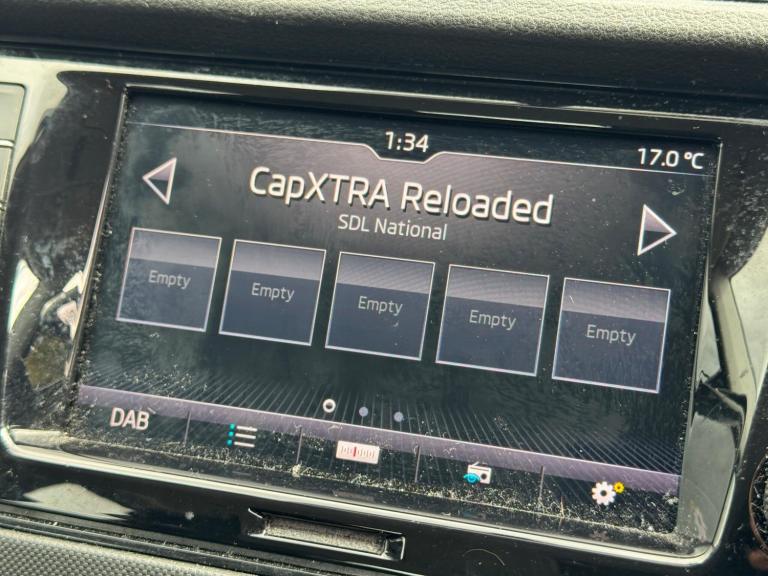 1:34
17.0 °C
CapXTRA Reloaded
SDL National
Empty
Empty
Empty
Empty
Empty
DAB